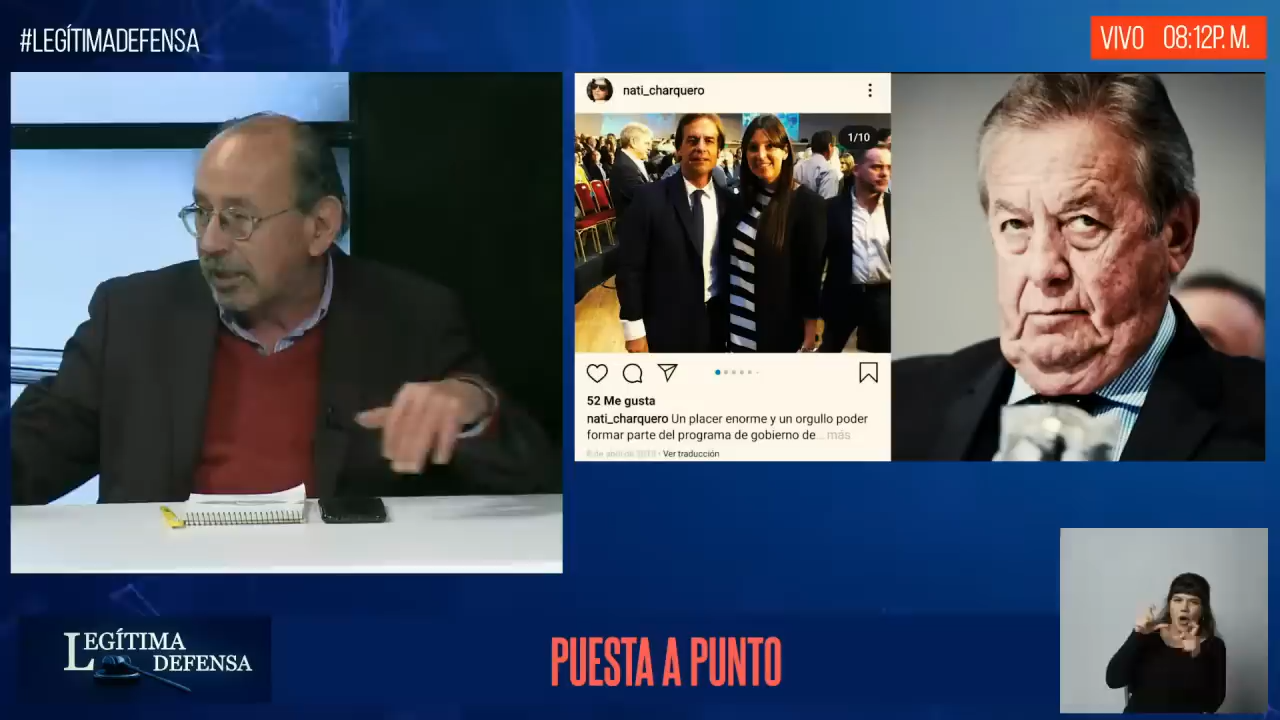 #LEGÍTIMADEFENSA
VIVO 08:12P.M.
nati_charquero
1/10
52 Me gusta
nati_charquero Un placer enorme y un orgullo poder
formar parte del programa de gobierno de... más
Ver traducción
LEGÍTIMA
DEFENSA
PUESTA A PUNTO